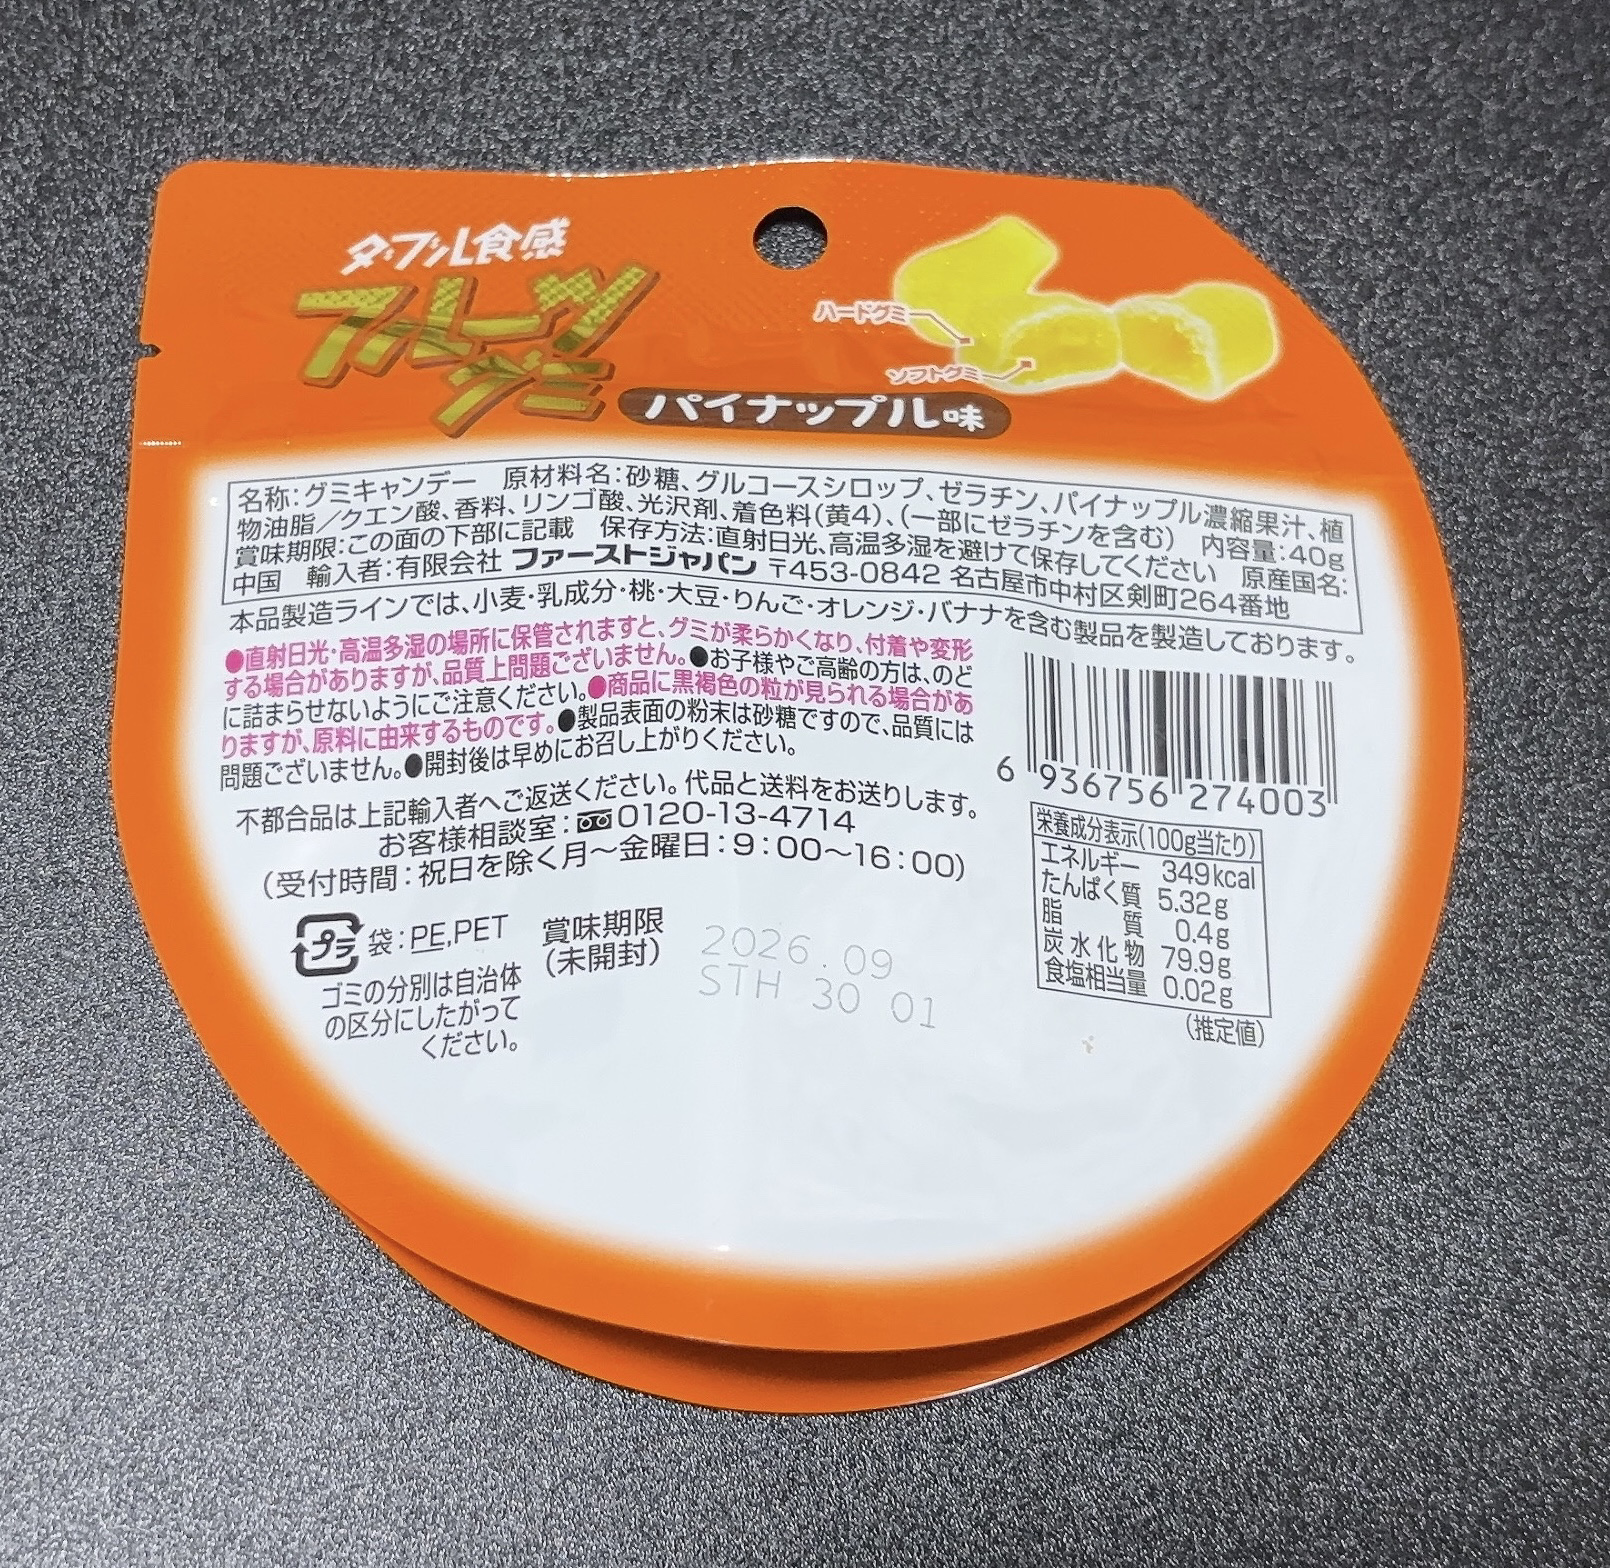 ダブル食感
フルーツ
グミ
パイナップル味
ハードグミ
ソフトグミ
名称:グミキャンデー 原材料名:砂糖、グルコースシロップ、ゼラチン、パイナップル濃縮果汁、植
物油脂/クエン酸、香料、リンゴ酸、光沢剤、着色料(黄4)、(一部にゼラチンを含む) 内容量:40g
賞味期限:この面の下部に記載 保存方法:直射日光、高温多湿を避けて保存してください 原産国名:
中国 輸入者:有限会社 ファーストジャパン 〒453-0842 名古屋市中村区剣町264番地
本品製造ラインでは、小麦・乳成分・桃・大豆・りんご・オレンジ・バナナを含む製品を製造しております。
●直射日光・高温多湿の場所に保管されますと、グミが柔らかくなり、付着や変形
する場合がありますが、品質上問題ございません。●お子様やご高齢の方は、のど
に詰まらせないようにご注意ください。●商品に黒褐色の粒が見られる場合があ
りますが、原料に由来するものです。●製品表面の粉末は砂糖ですので、品質には
問題ございません。●開封後は早めにお召し上がりください。
不都合品は上記輸入者へご返送ください。代品と送料をお送りします。
お客様相談室:0120-13-4714
(受付時間:祝日を除く月〜金曜日:9:00〜16:00)
プラ 袋:PE,PET
ゴミの分別は自治体
の区分にしたがって
ください。
賞味期限
(未開封)
2026.09
STH 30 01
6 936756 274003
栄養成分表示(100g当たり)
エネルギー 349kcal
たんぱく質 5.32g
脂質 0.4g
炭水化物 79.9g
食塩相当量 0.02g
(推定値)